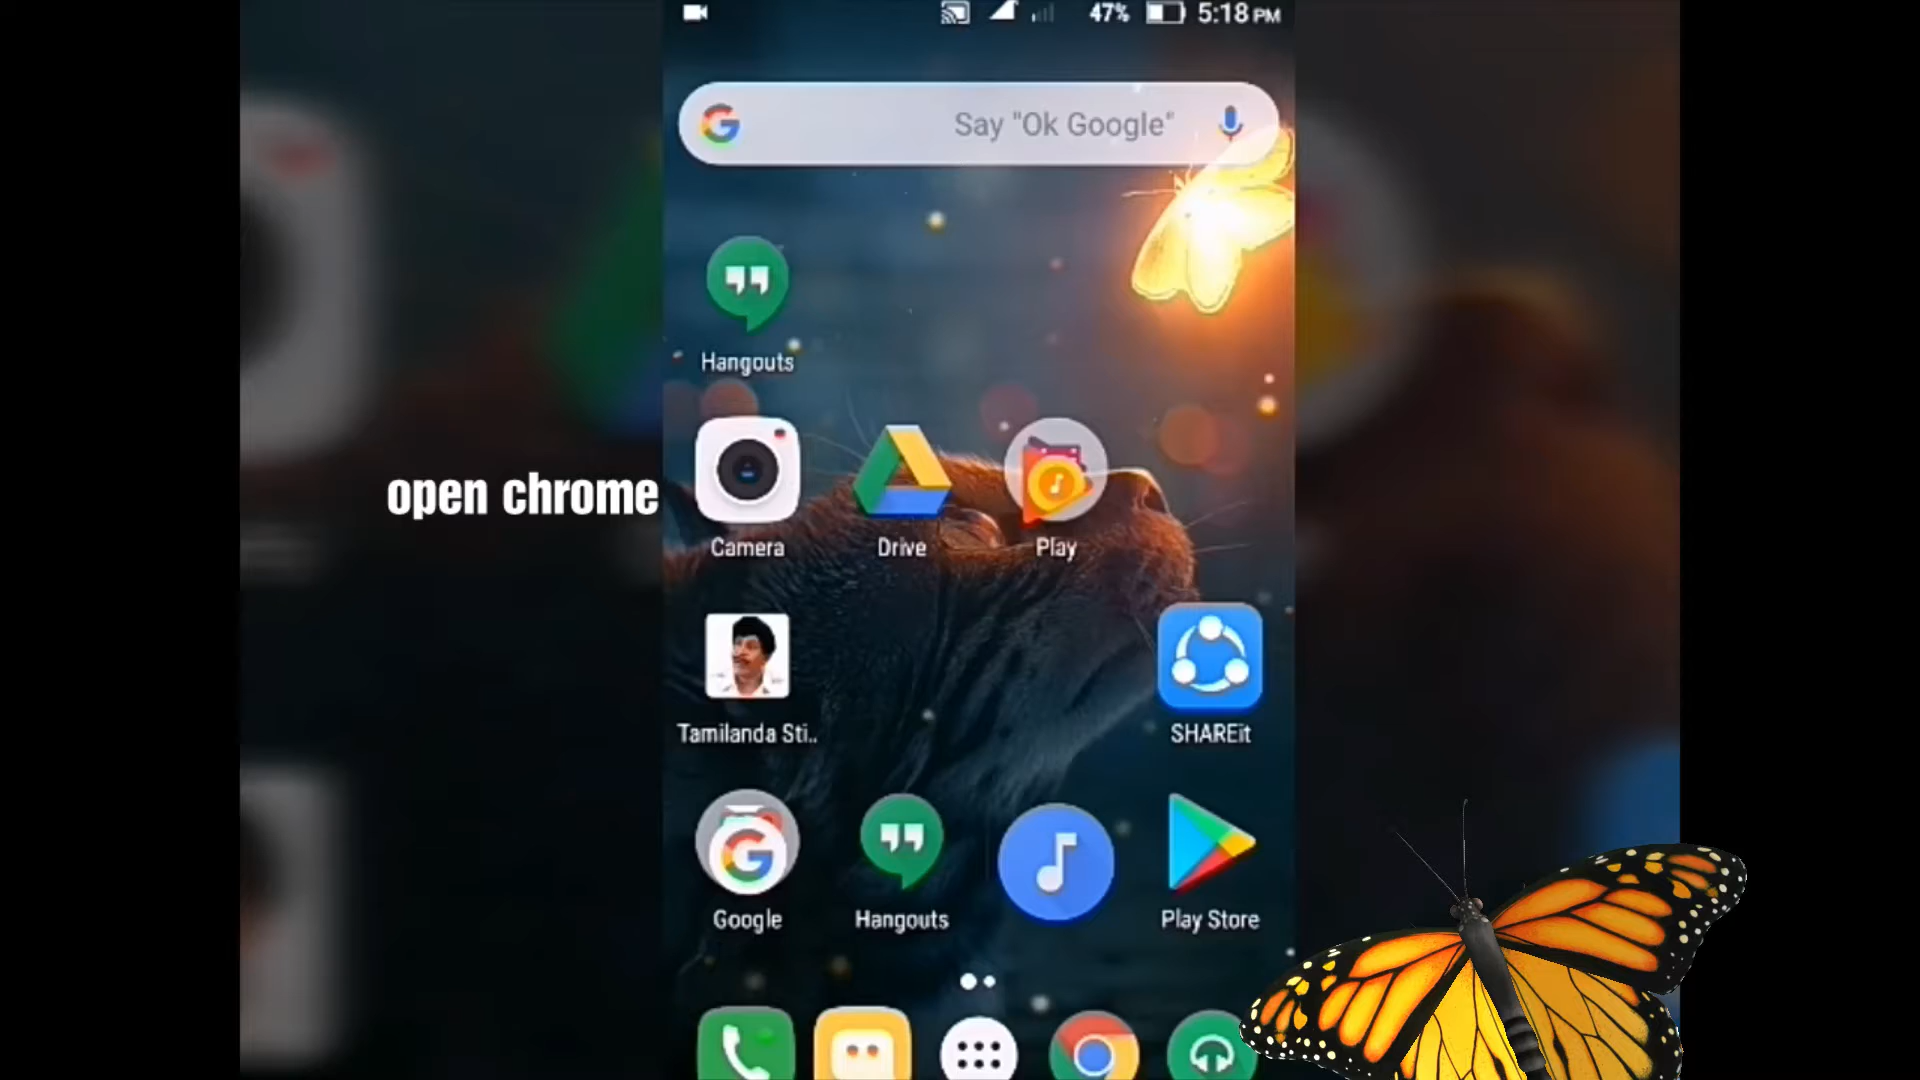 47% 5:18 PM
Say "Ok Google"
Hangouts
open chrome
Camera Drive Play
Tamilanda Sti.. SHAREit
Google Hangouts Play Store